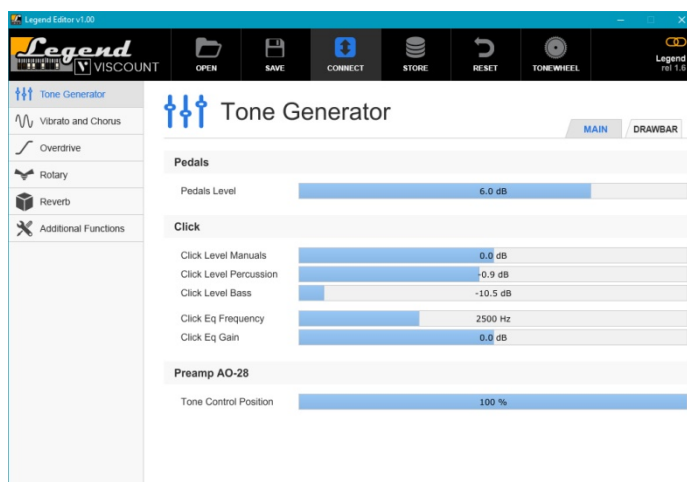 Legend Editor v1.00
Legend
VISCOUNT
OPEN
SAVE
CONNECT
STORE
RESET
TONEWHEEL
Legend
rel 1.6
Tone Generator
Vibrato and Chorus
Overdrive
Rotary
Reverb
Additional Functions
Tone Generator
MAIN
DRAWBAR
Pedals
Pedals Level 6.0 dB
Click
Click Level Manuals 0.0 dB
Click Level Percussion -0.9 dB
Click Level Bass -10.5 dB
Click Eq Frequency 2500 Hz
Click Eq Gain 0.0 dB
Preamp AO-28
Tone Control Position 100 %